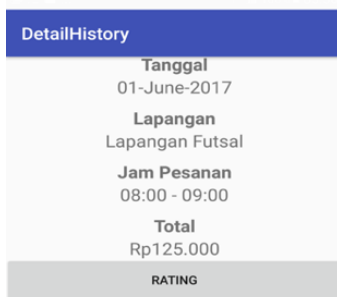 DetailHistory
Tanggal
01-June-2017
Lapangan
Lapangan Futsal
Jam Pesanan
08:00 - 09:00
Total
Rp125.000
RATING